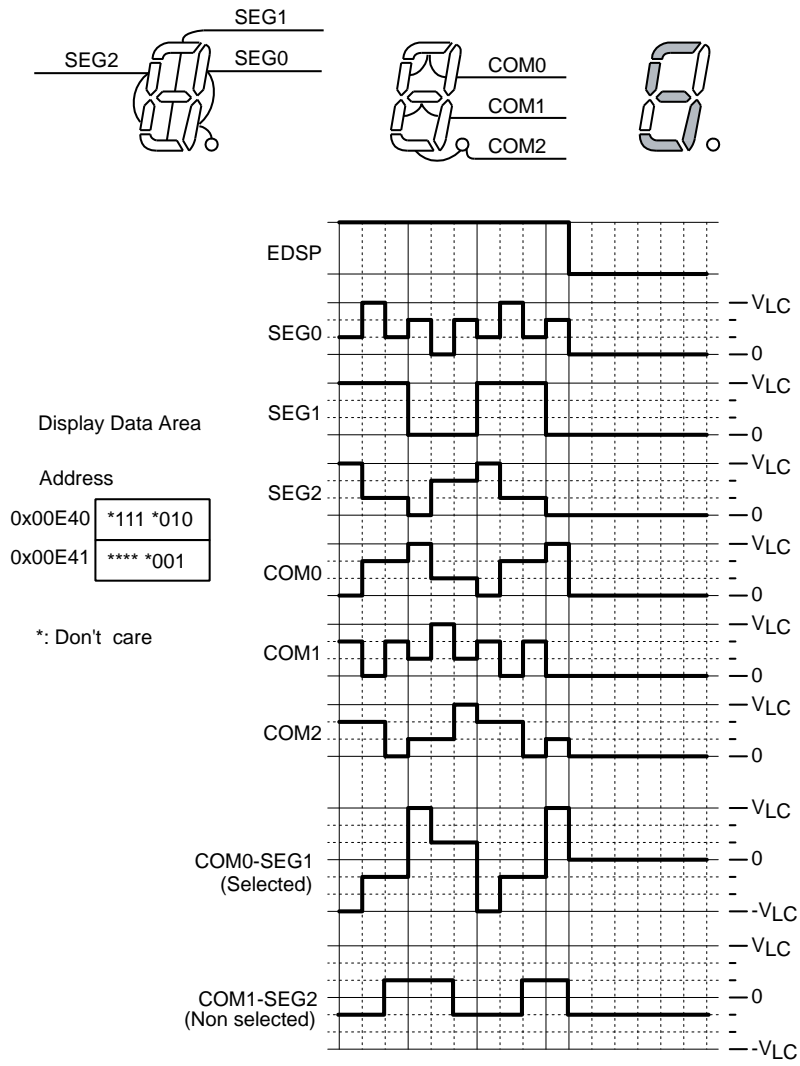 SEG1
SEG2 SEG0
COM0
COM1
COM2
EDSP
VLC
SEG0
0
VLC
SEG1
0
VLC
SEG2
0
VLC
COM0
0
VLC
COM1
0
VLC
COM2
0
Display Data Area
Address
0x00E40 *111 *010
0x00E41 **** *001
*: Don't care
VLC
COM0-SEG1
(Selected)
0
-VLC
VLC
COM1-SEG2
(Non selected)
0
-VLC